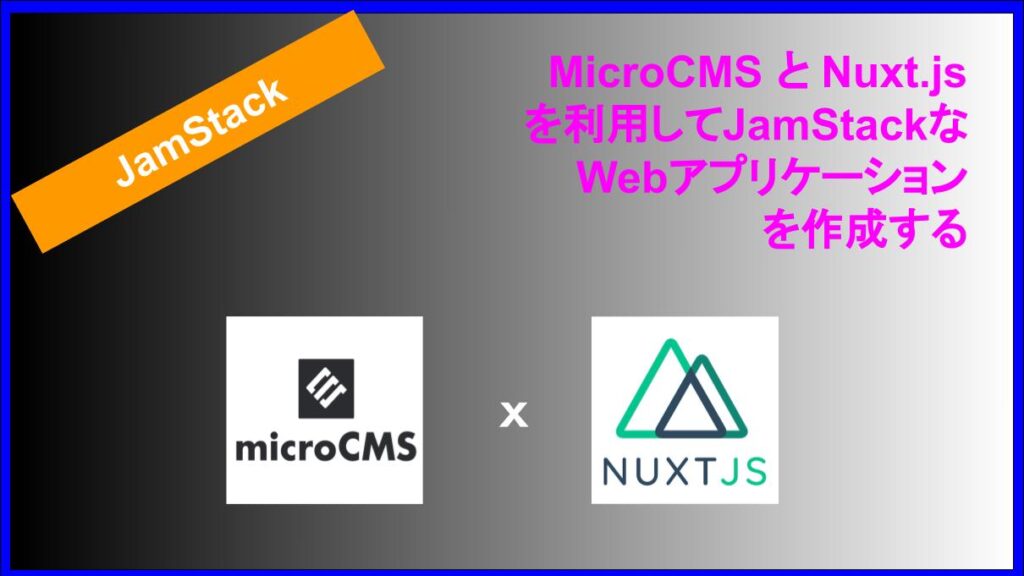 JamStack
MicroCMS と Nuxt.js
を利用してJamStackな
Webアプリケーション
を作成する
microCMS
x
NUXTJS